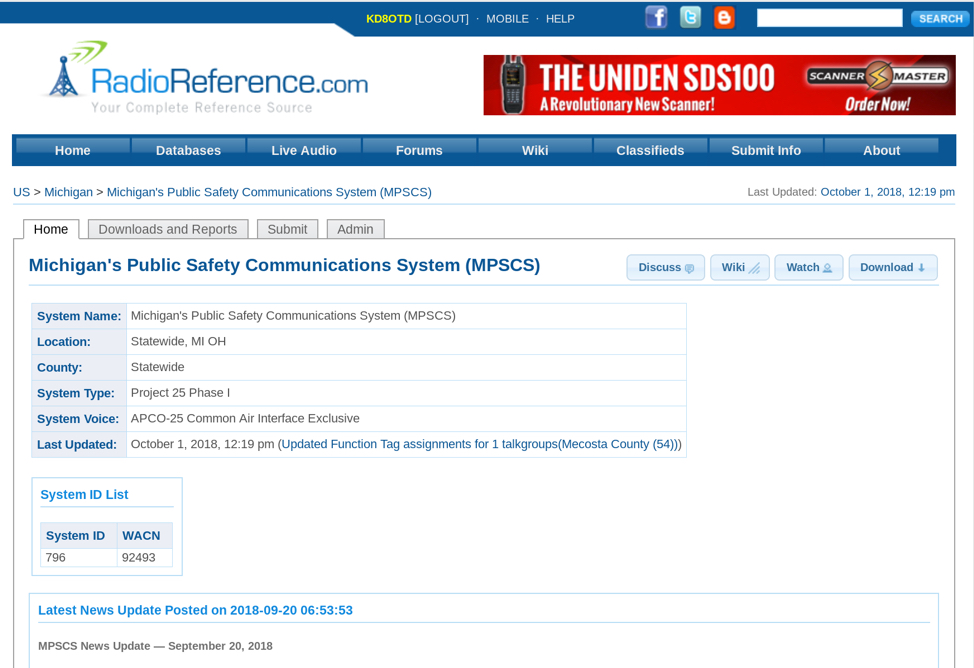 KD8OTD [LOGOUT] · MOBILE · HELP
SEARCH
RadioReference.com
Your Complete Reference Source
THE UNIDEN SDS100
A Revolutionary New Scanner!
SCANNER MASTER
Order Now!
Home Databases Live Audio Forums Wiki Classifieds Submit Info About
US > Michigan > Michigan's Public Safety Communications System (MPSCS)
Last Updated: October 1, 2018, 12:19 pm
Home Downloads and Reports Submit Admin
Michigan's Public Safety Communications System (MPSCS)
Discuss Wiki Watch Download
System Name: Michigan's Public Safety Communications System (MPSCS)
Location: Statewide, MI OH
County: Statewide
System Type: Project 25 Phase I
System Voice: APCO-25 Common Air Interface Exclusive
Last Updated: October 1, 2018, 12:19 pm (Updated Function Tag assignments for 1 talkgroups(Mecosta County (54)))
System ID List
System ID WACN
796 92493
Latest News Update Posted on 2018-09-20 06:53:53
MPSCS News Update — September 20, 2018